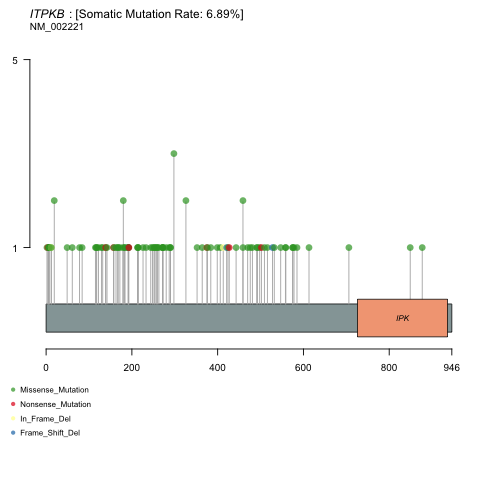 ITPKB : [Somatic Mutation Rate: 6.89%]
NM_002221
5
1
IPK
0 200 400 600 800 946
Missense_Mutation
Nonsense_Mutation
In_Frame_Del
Frame_Shift_Del